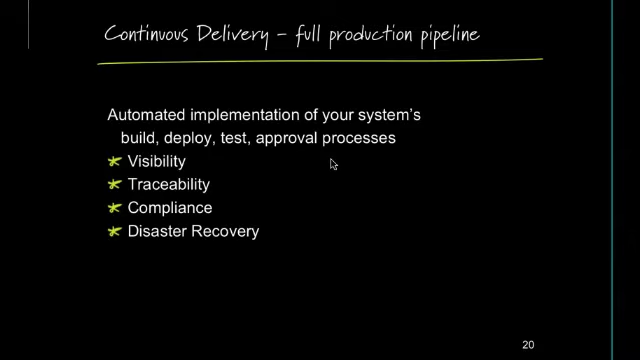 Continuous Delivery – full production pipeline
Automated implementation of your system's
build, deploy, test, approval processes
Visibility
Traceability
Compliance
Disaster Recovery
20